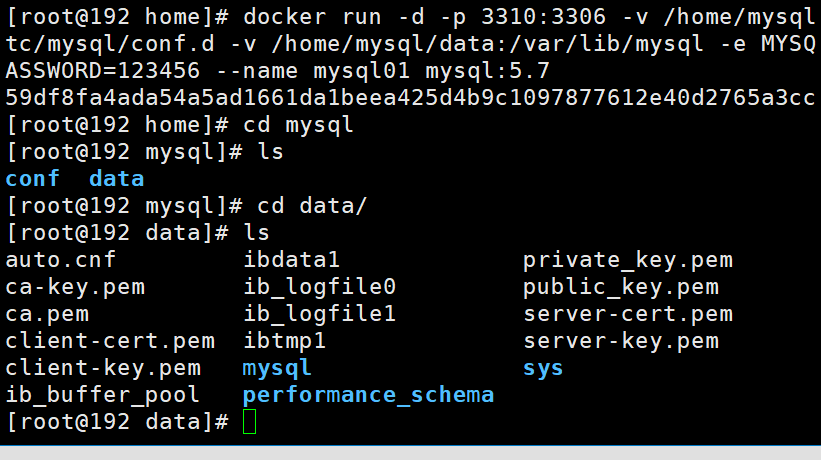 [root@192 home]# docker run -d -p 3310:3306 -v /home/mysql
tc/mysql/conf.d -v /home/mysql/data:/var/lib/mysql -e MYSQ
ASSWORD=123456 --name mysql01 mysql:5.7
59df8fa4ada54a5ad1661da1beea425d4b9c1097877612e40d2765a3cc
[root@192 home]# cd mysql
[root@192 mysql]# ls
conf  data
[root@192 mysql]# cd data/
[root@192 data]# ls
auto.cnf         ibdata1             private_key.pem
ca-key.pem       ib_logfile0         public_key.pem
ca.pem           ib_logfile1         server-cert.pem
client-cert.pem  ibtmp1              server-key.pem
client-key.pem   mysql               sys
ib_buffer_pool   performance_schema
[root@192 data]#